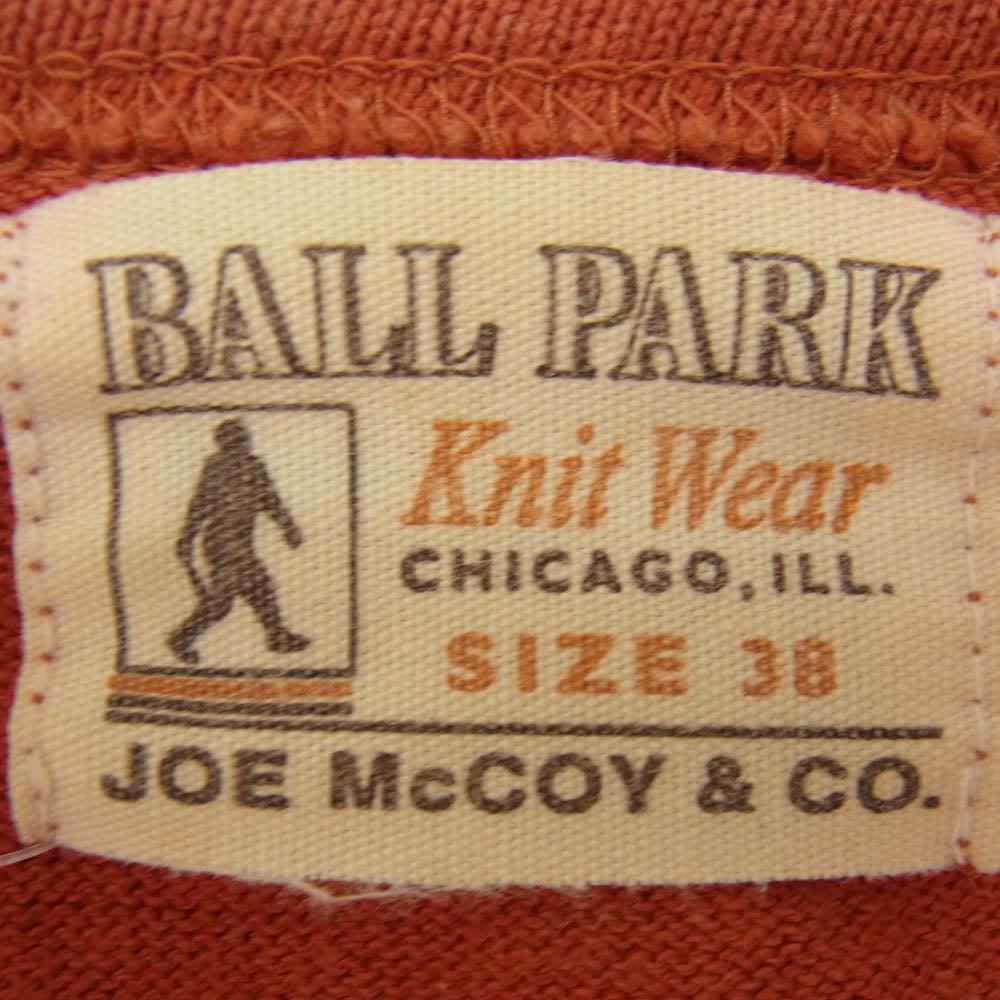 BALL PARK
Knit Wear
CHICAGO, ILL.
SIZE 38
JOE McCOY & CO.